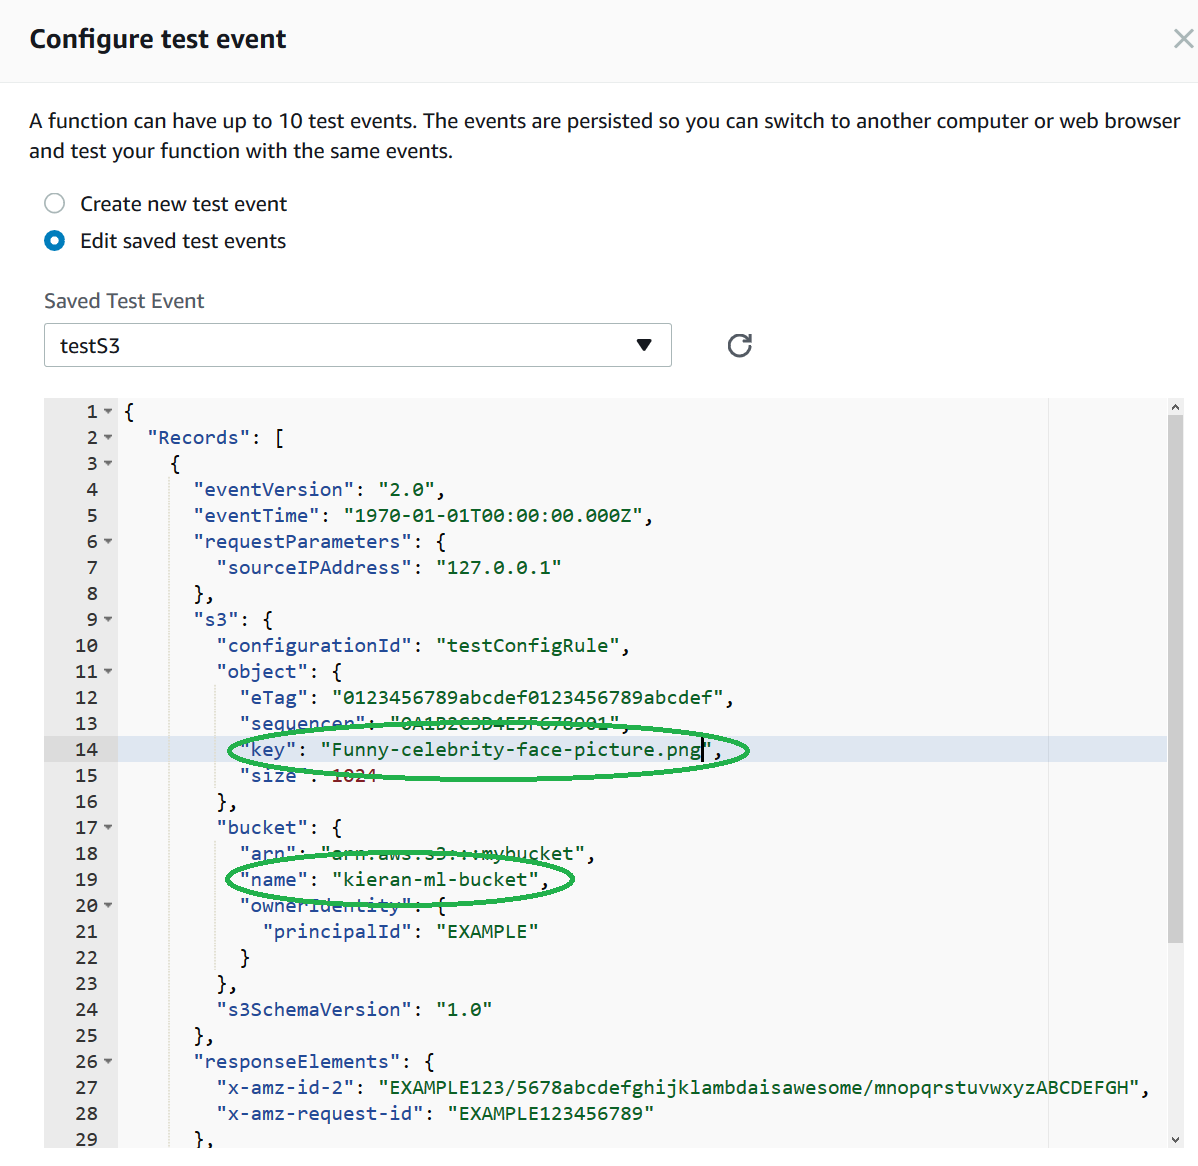 Configure test event
A function can have up to 10 test events. The events are persisted so you can switch to another computer or web browser
and test your function with the same events.
Create new test event
Edit saved test events
Saved Test Event
testS3
1 {
2 "Records": [
3 {
4 "eventVersion": "2.0",
5 "eventTime": "1970-01-01T00:00:00.000Z",
6 "requestParameters": {
7 "sourceIPAddress": "127.0.0.1"
8 },
9 "s3": {
10 "configurationId": "testConfigRule",
11 "object": {
12 "eTag": "0123456789abcdef0123456789abcdef",
13 "sequencer": "0A1B2C3D4E5F678901",
14 "key": "Funny-celebrity-face-picture.png",
15 "size": 1024
16 },
17 "bucket": {
18 "arn": "arn:aws:s3:::mybucket",
19 "name": "kieran-ml-bucket",
20 "ownerIdentity": {
21 "principalId": "EXAMPLE"
22 }
23 },
24 "s3SchemaVersion": "1.0"
25 },
26 "responseElements": {
27 "x-amz-id-2": "EXAMPLE123/5678abcdefghijklambdaisawesome/mnopqrstuvwxyzABCDEFGH",
28 "x-amz-request-id": "EXAMPLE123456789"
29 },